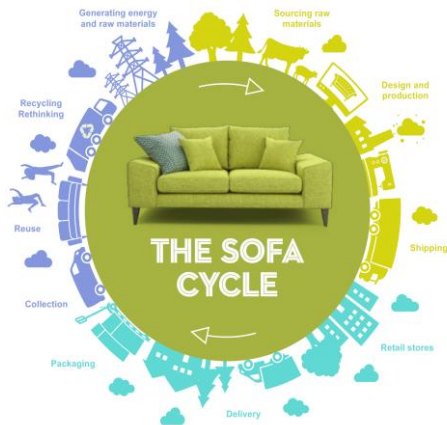 Generating energy
and raw materials
Sourcing raw
materials
Design and
production
Shipping
Retail stores
Delivery
Packaging
Collection
Reuse
Recycling
Rethinking
THE SOFA
CYCLE